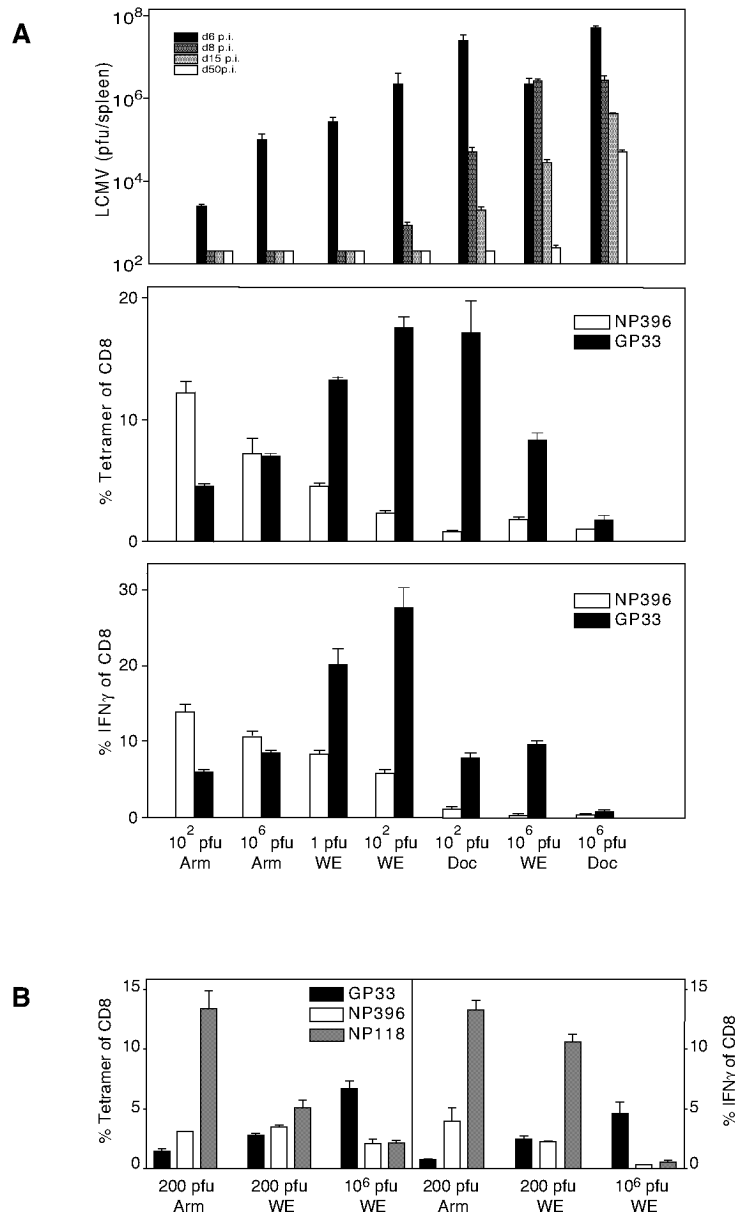 A
LCMV (pfu/spleen)
10^8
10^6
10^4
10^2
d6 p.i.
d8 p.i.
d15 p.i.
d50p.i.
% Tetramer of CD8
20
10
0
NP396
GP33
% IFNγ of CD8
30
20
10
0
NP396
GP33
10^2 pfu
Arm
10^6 pfu
Arm
1 pfu
WE
10^2 pfu
WE
10^2 pfu
Doc
10^6 pfu
WE
10^6 pfu
Doc
B
% Tetramer of CD8
15
10
5
0
GP33
NP396
NP118
15
10
5
0
% IFNγ of CD8
200 pfu
Arm
200 pfu
WE
10^6 pfu
WE
200 pfu
Arm
200 pfu
WE
10^6 pfu
WE